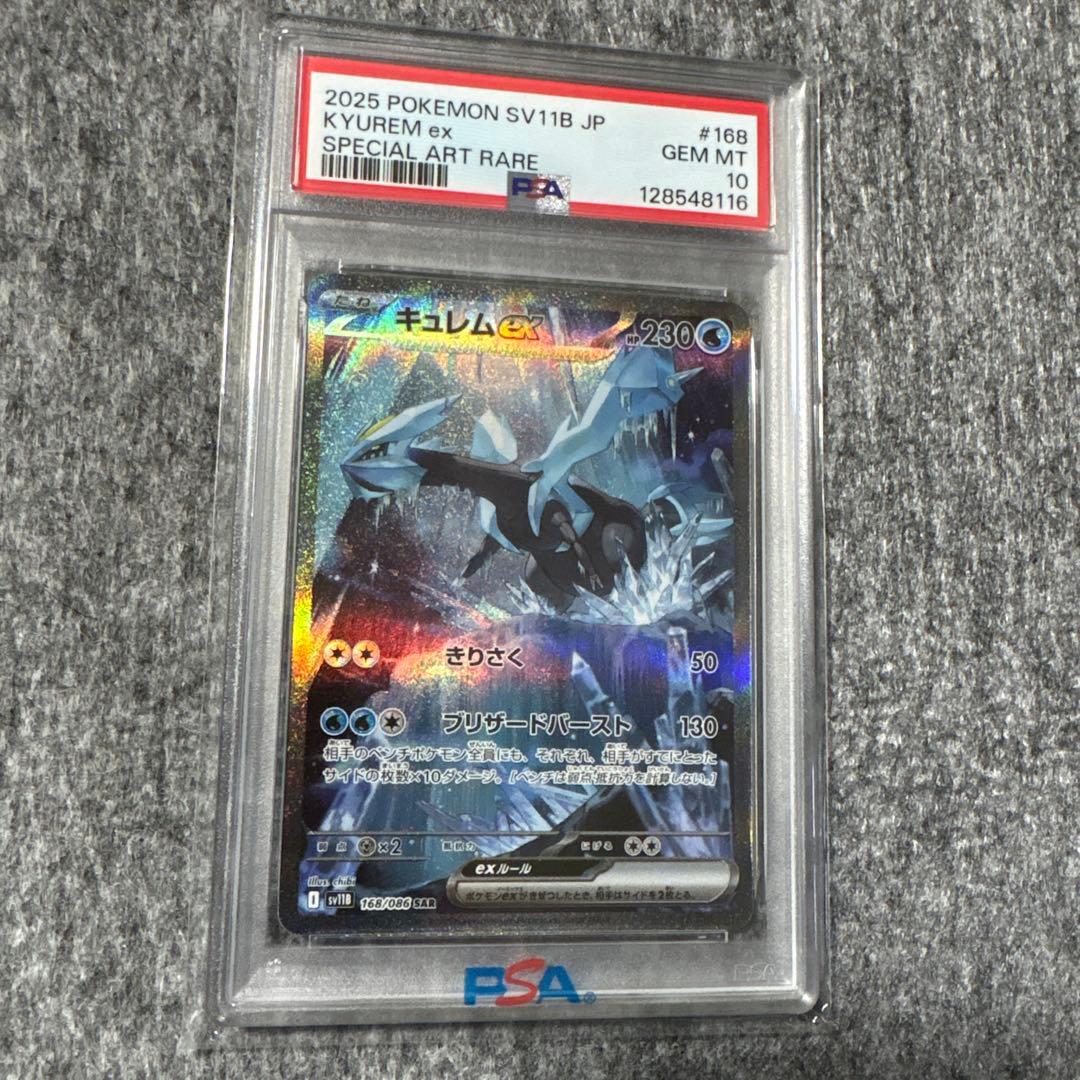 2025 POKEMON SV11B JP #168
KYUREM ex GEM MT
SPECIAL ART RARE 10
PSA 128548116
たね キュレムex HP230
きりさく 50
ブリザードバースト 130
相手のベンチポケモン全員にも、それぞれ、相手がすでにとった
サイドの枚数×10ダメージ。[ベンチは弱点・抵抗力を計算しない。]
弱点 ×2 抵抗力 にげる
exルール
ポケモンexがきぜつしたとき、相手はサイドを2枚とる。
Illus. chibi
I sv11B 168/086 SAR
PSA
PSA